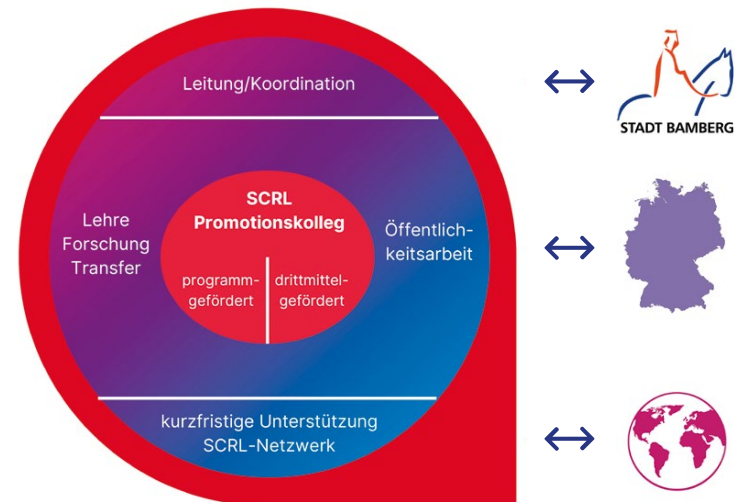 Leitung/Koordination
STADT BAMBERG
SCRL
Promotionskolleg
Lehre
Forschung
Transfer
Öffentlich-
keitsarbeit
programm-
gefördert
drittmittel-
gefördert
kurzfristige Unterstützung
SCRL-Netzwerk